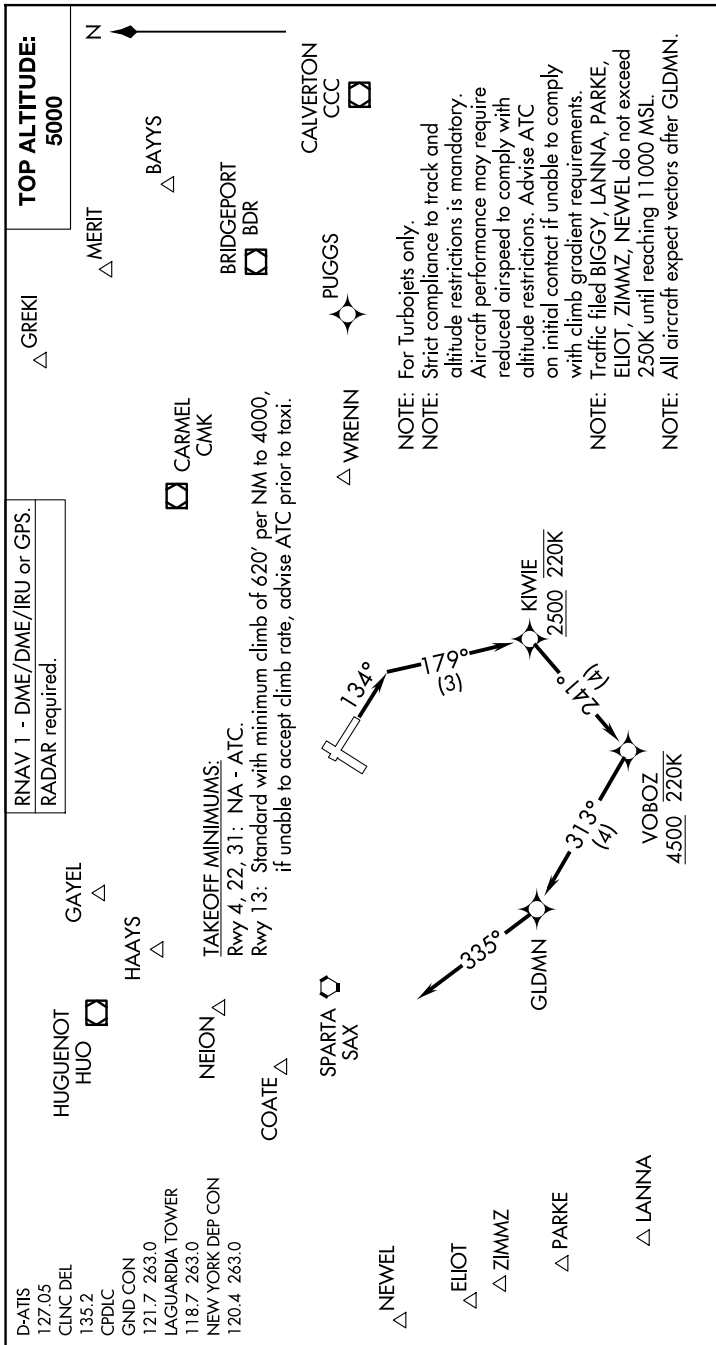 D-ATIS
127.05
CLNC DEL
135.2
CPDLC
GND CON
121.7 263.0
LAGUARDIA TOWER
118.7 263.0
NEW YORK DEP CON
120.4 263.0
RNAV 1 - DME/DME/IRU or GPS.
RADAR required.
TOP ALTITUDE:
5000
N
HUGUENOT
HUO
GAYEL
HAAYS
NEION
COATE
SPARTA
SAX
GREKI
MERIT
BAYYS
CARMEL
CMK
BRIDGEPORT
BDR
CALVERTON
CCC
PUGGS
WRENN
TAKEOFF MINIMUMS:
Rwy 4, 22, 31: NA - ATC.
Rwy 13: Standard with minimum climb of 620' per NM to 4000,
if unable to accept climb rate, advise ATC prior to taxi.
NEWEL
ELIOT
ZIMMZ
PARKE
LANNA
134°
179°
(3)
KIWIE
2500 220K
241°
(4)
VOBOZ
4500 220K
313°
(4)
GLDMN
335°
NOTE: For Turbojets only.
NOTE: Strict compliance to track and
altitude restrictions is mandatory.
Aircraft performance may require
reduced airspeed to comply with
altitude restrictions. Advise ATC
on initial contact if unable to comply
with climb gradient requirements.
NOTE: Traffic filed BIGGY, LANNA, PARKE,
ELIOT, ZIMMZ, NEWEL do not exceed
250K until reaching 11000 MSL.
NOTE: All aircraft expect vectors after GLDMN.